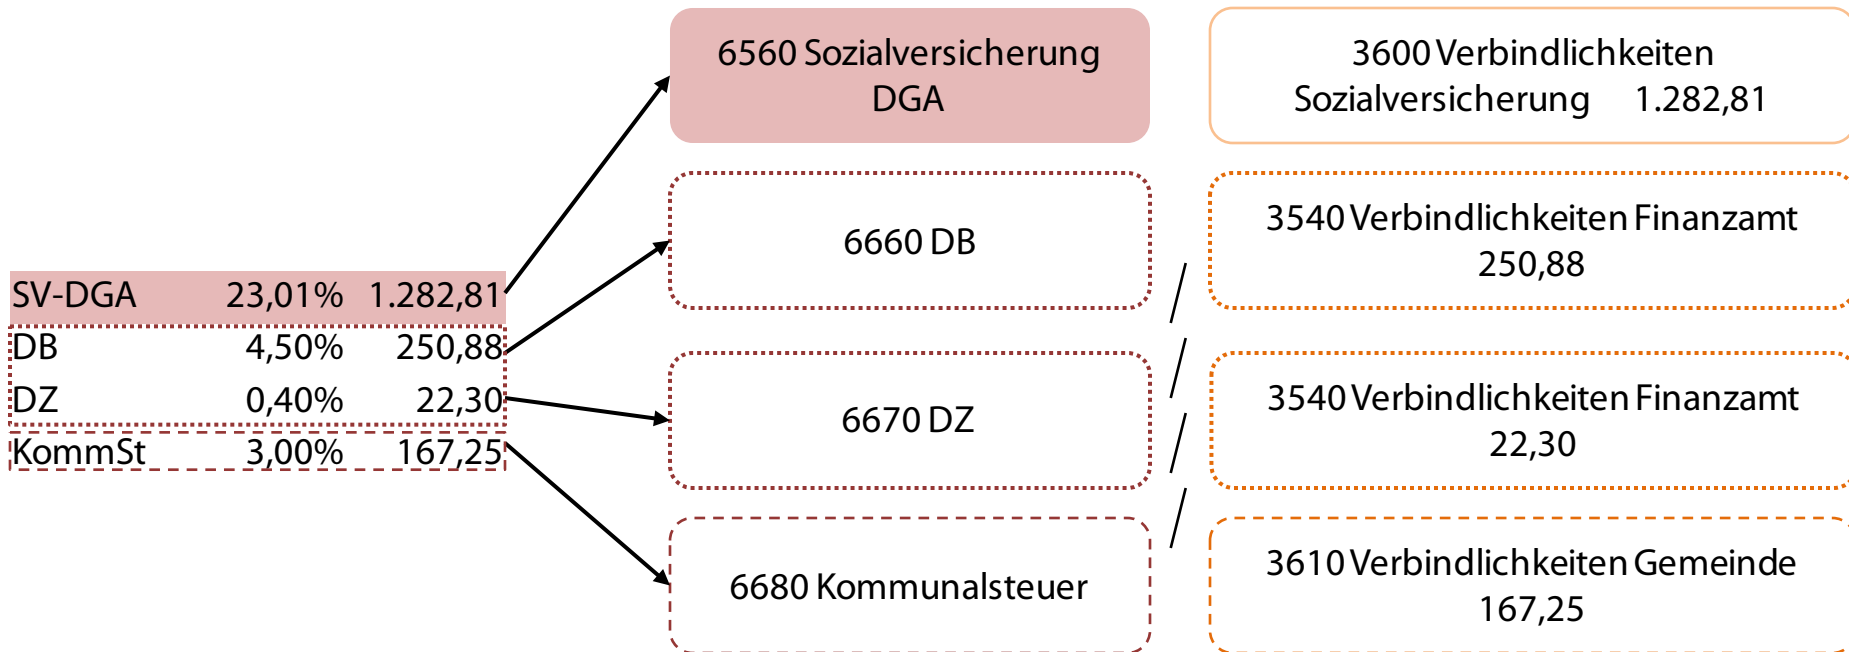 6560 Sozialversicherung
DGA
3600 Verbindlichkeiten
Sozialversicherung 1.282,81
6660 DB
/
3540 Verbindlichkeiten Finanzamt
250,88
SV-DGA 23,01% 1.282,81
DB 4,50% 250,88
DZ 0,40% 22,30
KommSt 3,00% 167,25
/
6670 DZ
/
3540 Verbindlichkeiten Finanzamt
22,30
/
6680 Kommunalsteuer
3610 Verbindlichkeiten Gemeinde
167,25